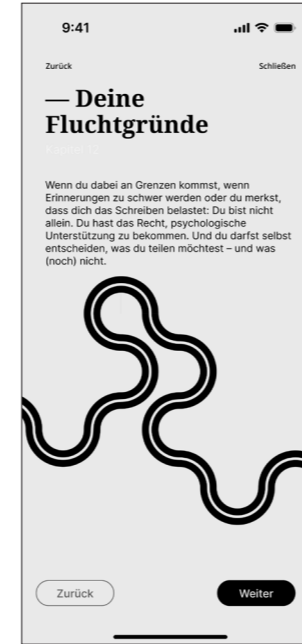 9:41
Zurück Schließen
— Deine
Fluchtgründe
Kapitel 12
Wenn du dabei an Grenzen kommst, wenn
Erinnerungen zu schwer werden oder du merkst,
dass dich das Schreiben belastet: Du bist nicht
allein. Du hast das Recht, psychologische
Unterstützung zu bekommen. Und du darfst selbst
entscheiden, was du teilen möchtest – und was
(noch) nicht.
Zurück Weiter